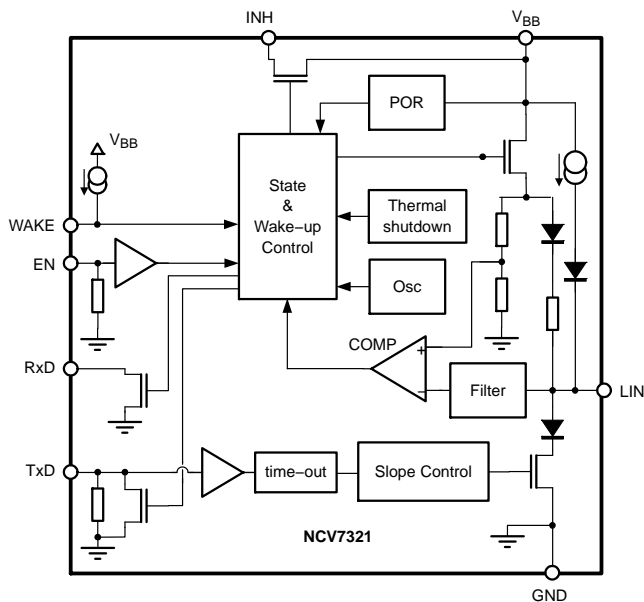 INH
VBB
POR
VBB
State
&
Wake−up
Control
Thermal
shutdown
WAKE
EN
Osc
COMP
+
−
RxD
Filter
LIN
TxD
time−out
Slope Control
NCV7321
GND